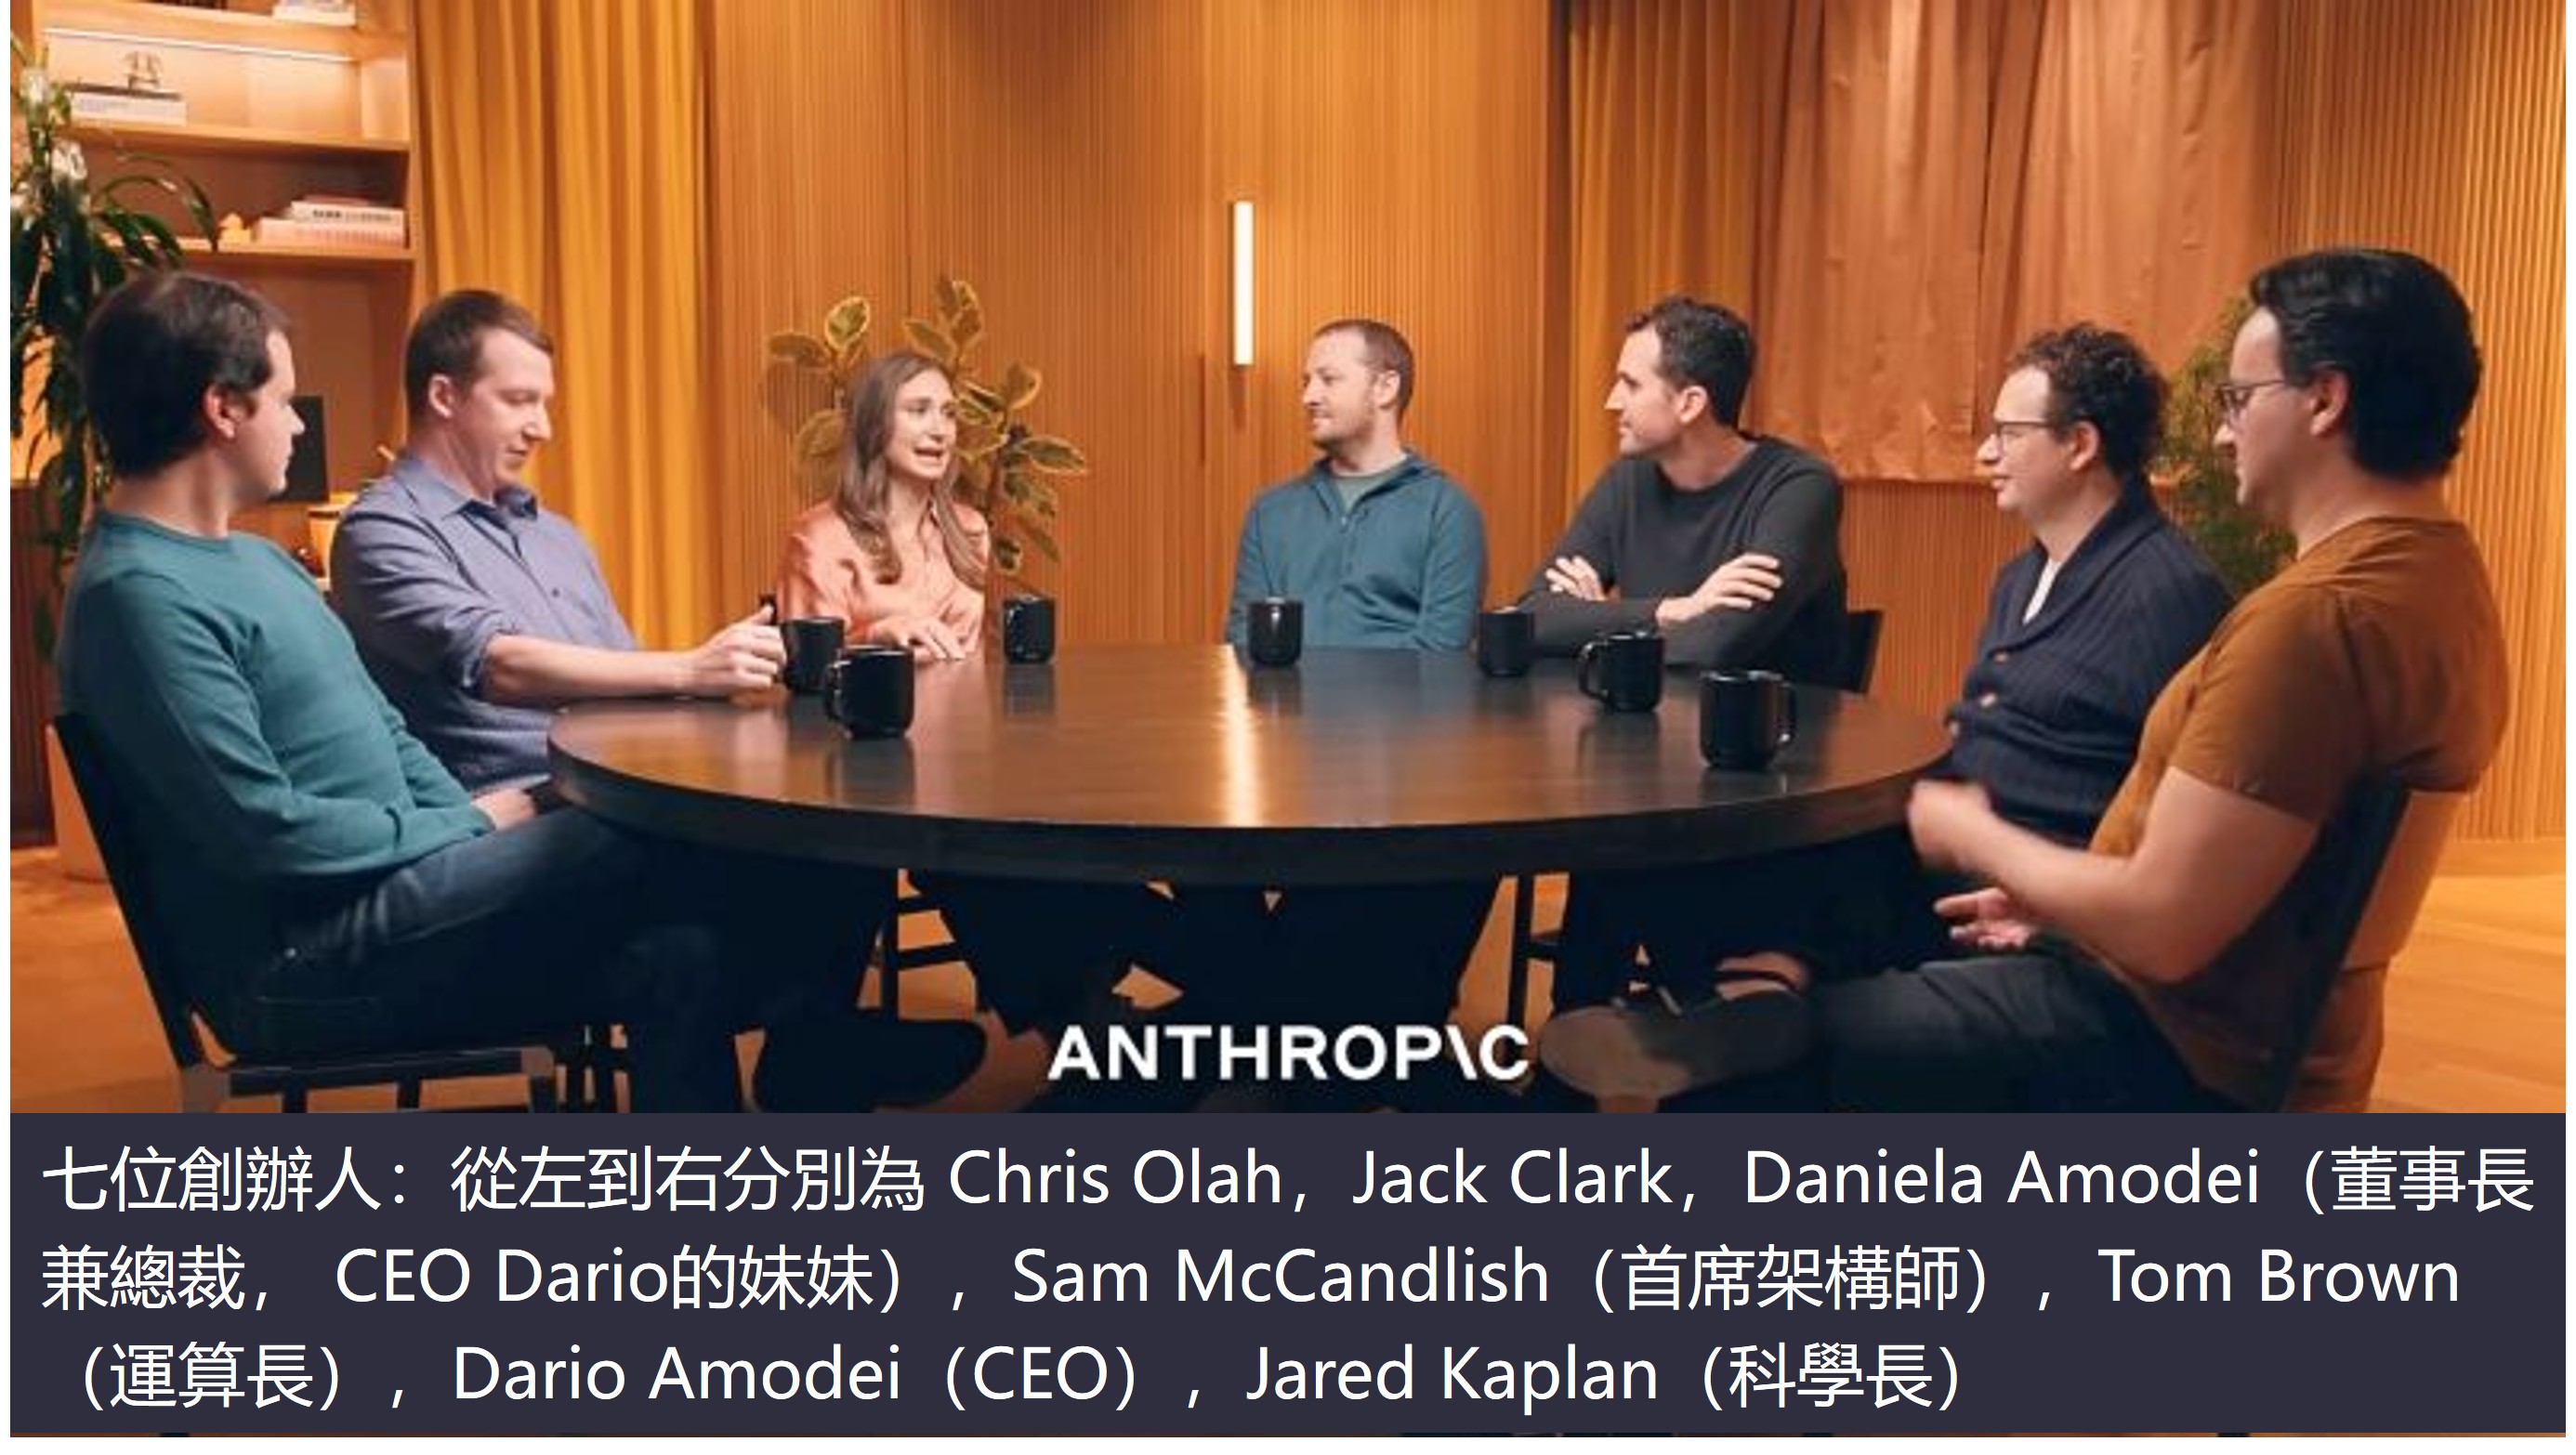 ANTHROP\C
七位創辦人：從左到右分別為 Chris Olah，Jack Clark，Daniela Amodei（董事長
兼總裁， CEO Dario的妹妹），Sam McCandlish（首席架構師），Tom Brown
（運算長），Dario Amodei（CEO），Jared Kaplan（科學長）